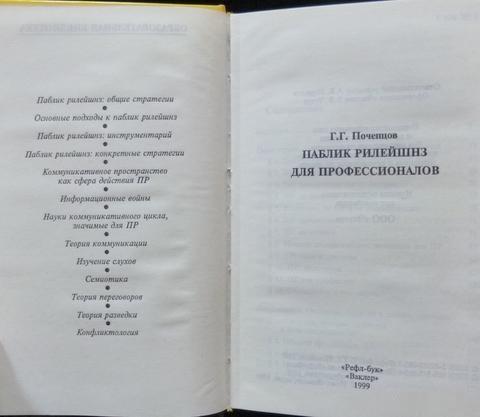 Паблик рилейшнз: общие стратегии
•
Основные подходы к паблик рилейшнз
•
Паблик рилейшнз: инструментарий
•
Паблик рилейшнз: конкретные стратегии
•
Коммуникативное пространство
как сфера действия ПР
•
Информационные войны
•
Науки коммуникативного цикла,
значимые для ПР
•
Теория коммуникации
•
Изучение слухов
•
Семиотика
•
Теория переговоров
•
Теория разведки
•
Конфликтология
Г.Г. Почепцов
ПАБЛИК РИЛЕЙШНЗ
ДЛЯ ПРОФЕССИОНАЛОВ
«Рефл-бук»
«Ваклер»
1999